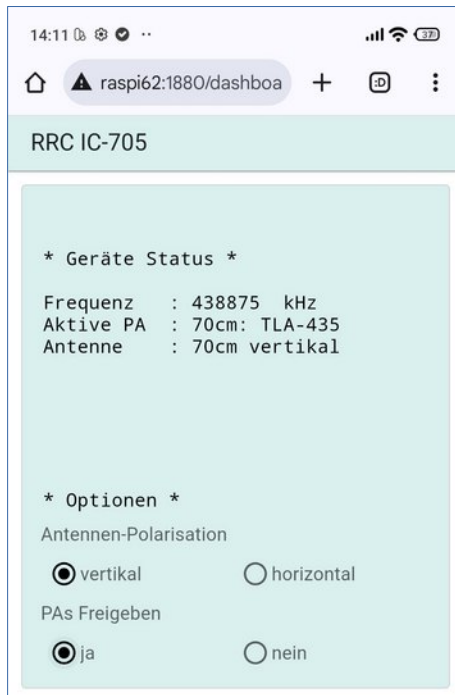 14:11
37
raspi62:1880/dashboa
:D
RRC IC-705
* Geräte Status *
Frequenz : 438875 kHz
Aktive PA : 70cm: TLA-435
Antenne : 70cm vertikal
* Optionen *
Antennen-Polarisation
vertikal horizontal
PAs Freigeben
ja nein